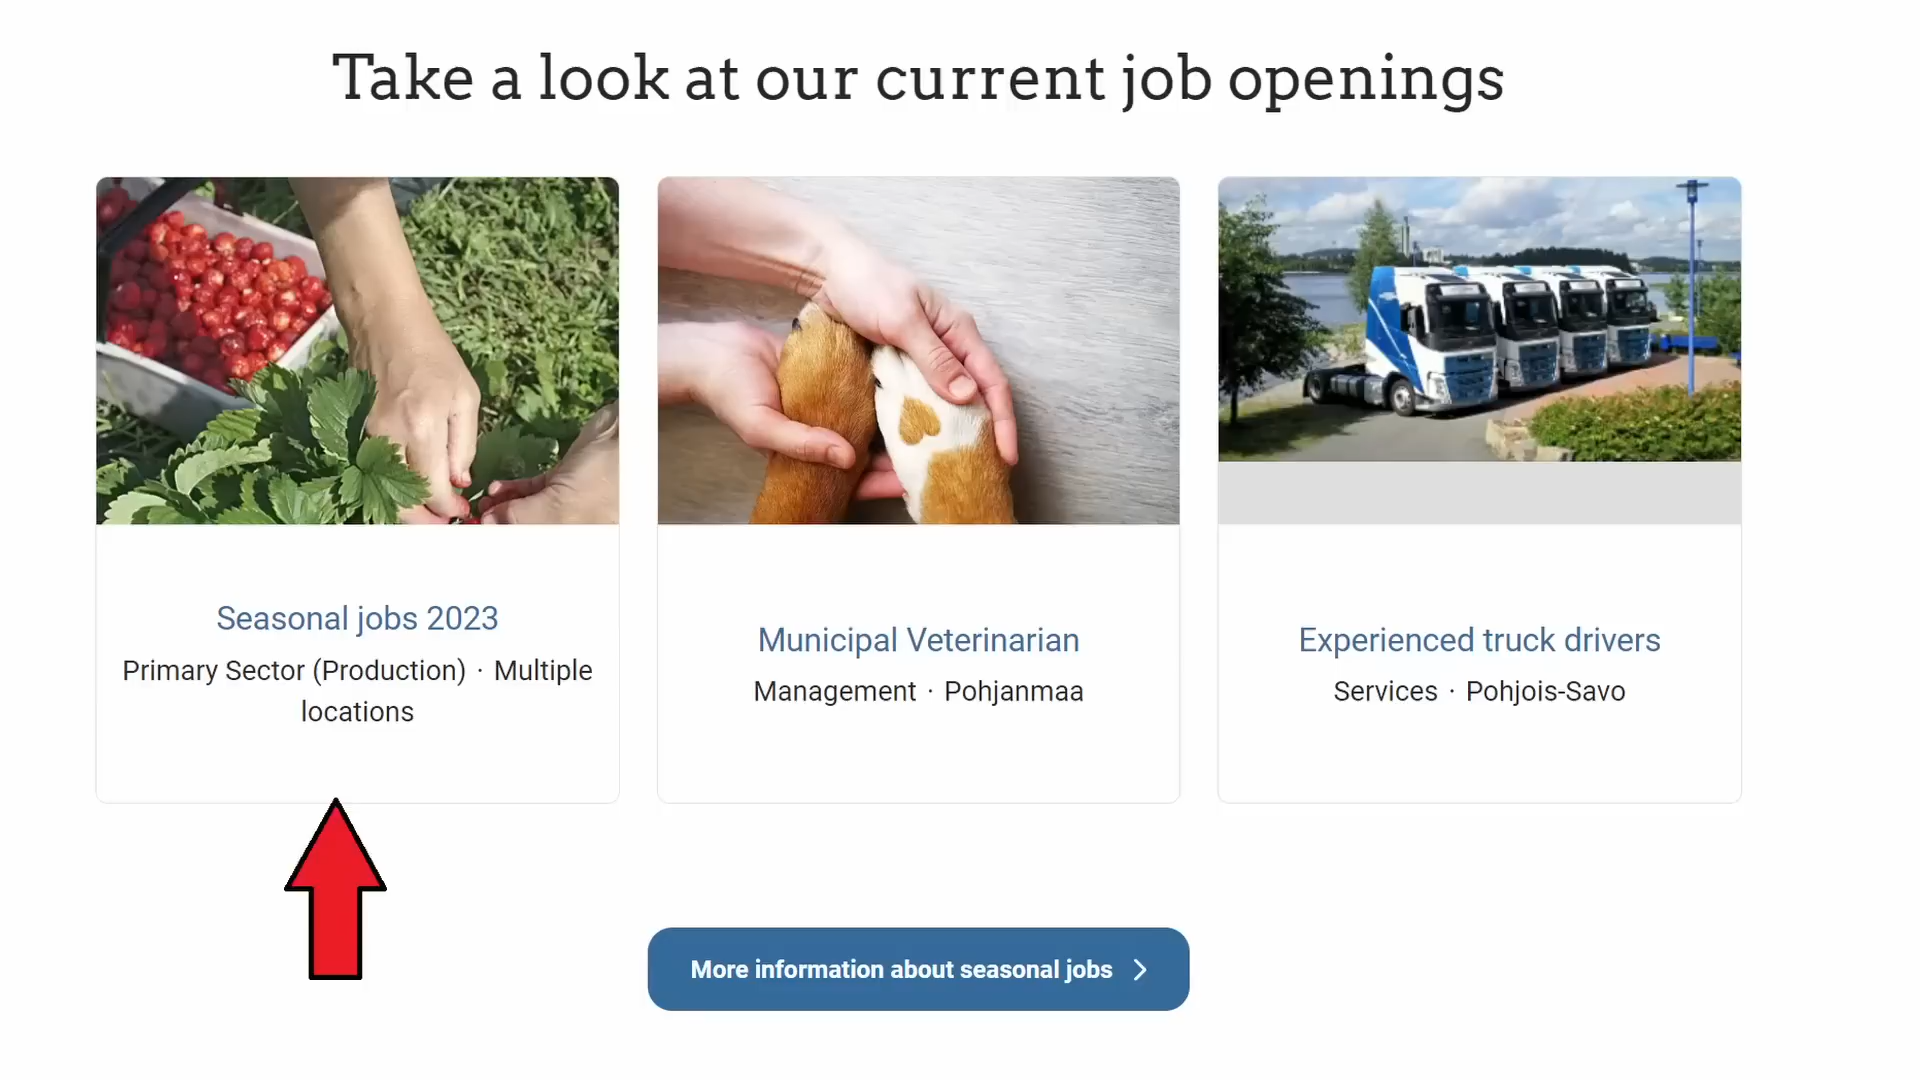 Take a look at our current job openings
Seasonal jobs 2023
Primary Sector (Production) · Multiple
locations
Municipal Veterinarian
Management · Pohjanmaa
Experienced truck drivers
Services · Pohjois-Savo
More information about seasonal jobs